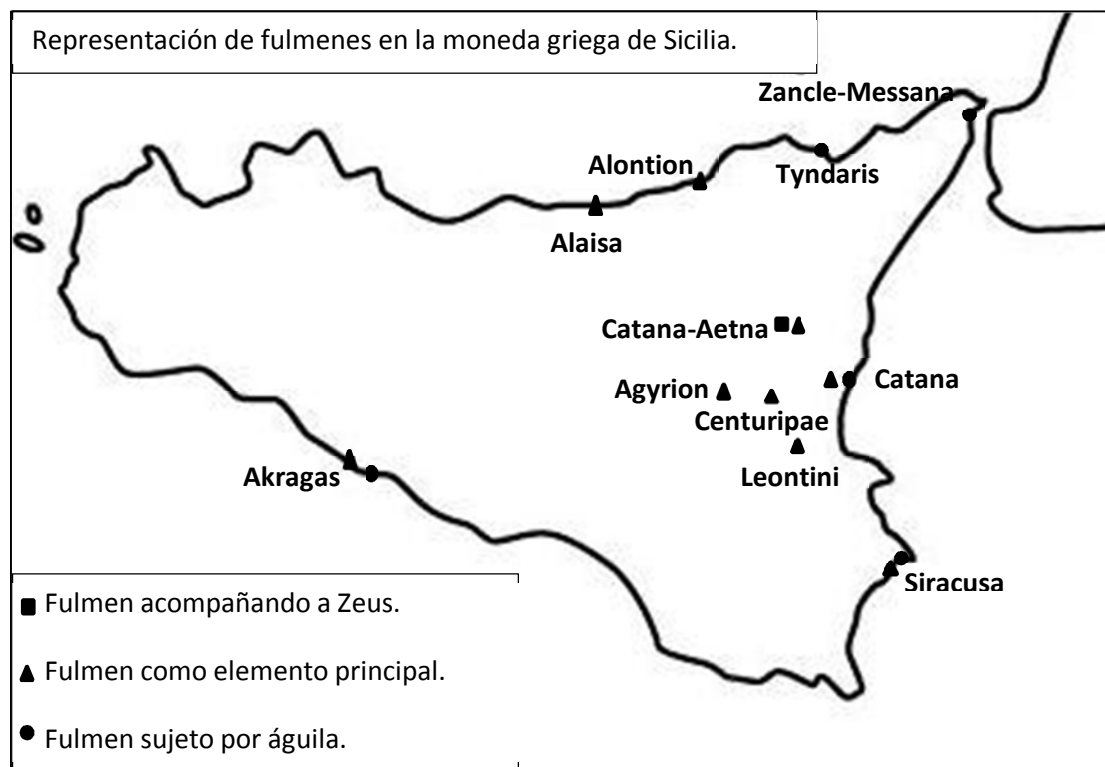 Representación de fulmenes en la moneda griega de Sicilia.
Zancle-Messana
Alontion
Tyndaris
Alaisa
Catana-Aetna
Agyrion
Catana
Centuripae
Akragas
Leontini
Siracusa
Fulmen acompañando a Zeus.
Fulmen como elemento principal.
Fulmen sujeto por águila.